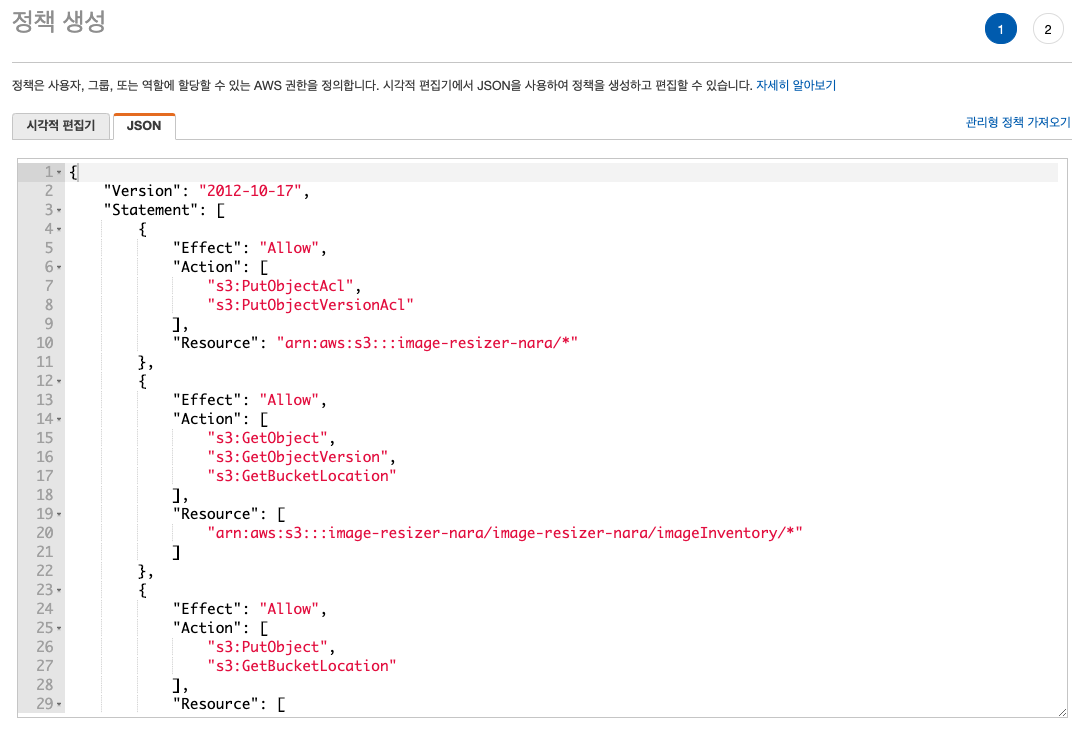 정책 생성
1
2
정책은 사용자, 그룹, 또는 역할에 할당할 수 있는 AWS 권한을 정의합니다. 시각적 편집기에서 JSON을 사용하여 정책을 생성하고 편집할 수 있습니다. 자세히 알아보기
시각적 편집기
JSON
관리형 정책 가져오기
1 {
2     "Version": "2012-10-17",
3     "Statement": [
4         {
5             "Effect": "Allow",
6             "Action": [
7                 "s3:PutObjectAcl",
8                 "s3:PutObjectVersionAcl"
9             ],
10             "Resource": "arn:aws:s3:::image-resizer-nara/*"
11         },
12         {
13             "Effect": "Allow",
14             "Action": [
15                 "s3:GetObject",
16                 "s3:GetObjectVersion",
17                 "s3:GetBucketLocation"
18             ],
19             "Resource": [
20                 "arn:aws:s3:::image-resizer-nara/image-resizer-nara/imageInventory/*"
21             ]
22         },
23         {
24             "Effect": "Allow",
25             "Action": [
26                 "s3:PutObject",
27                 "s3:GetBucketLocation"
28             ],
29             "Resource": [